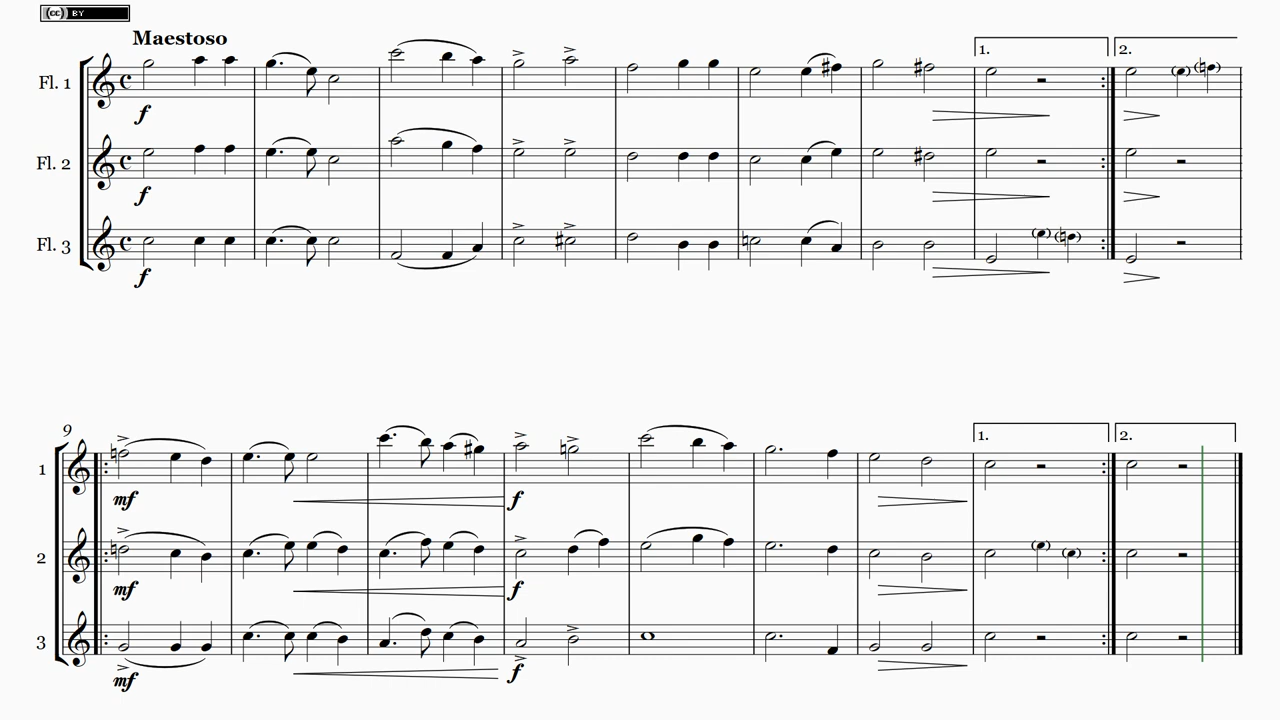 (cc) BY
Maestoso
1. 2.
Fl. 1
f
Fl. 2
f
Fl. 3
f
9
1. 2.
1
mf f
2
mf f
3
mf f